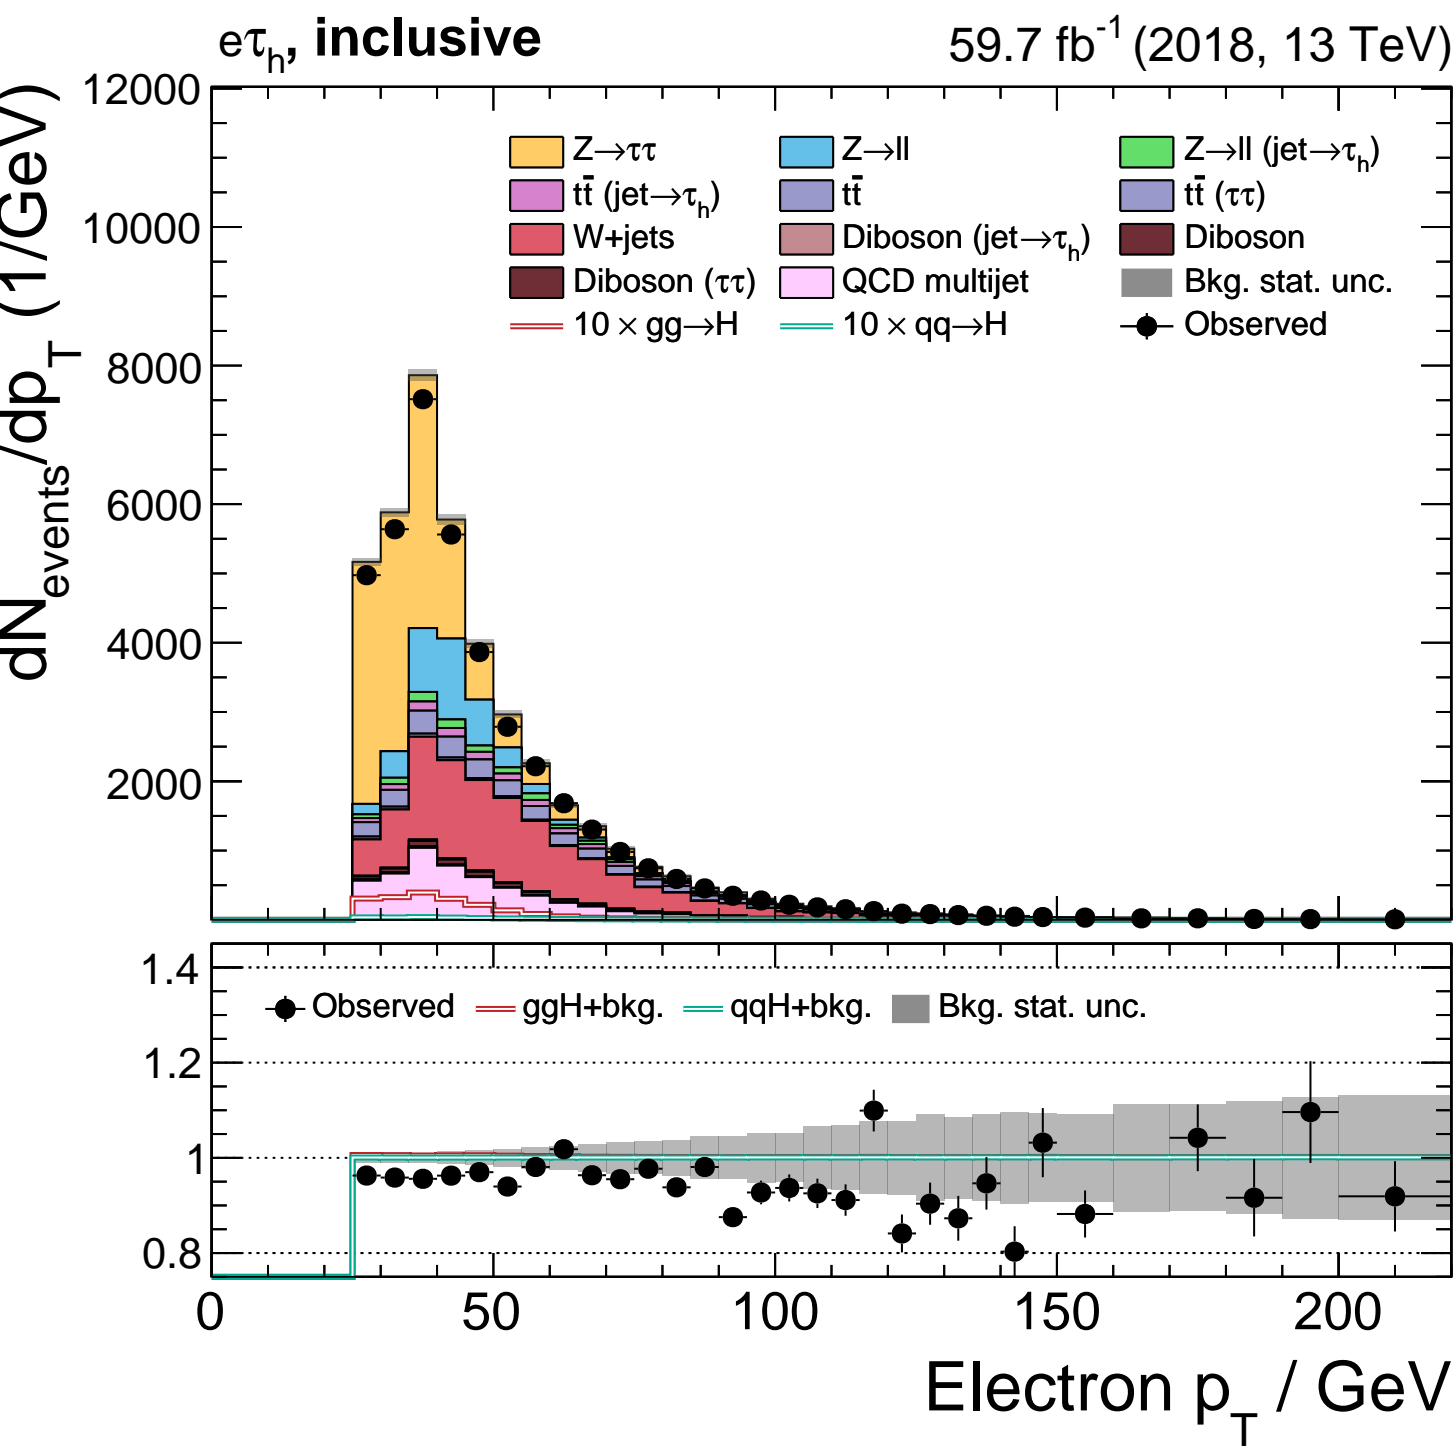 eτh, inclusive 59.7 fb-1 (2018, 13 TeV)
dNevents/dpT (1/GeV)
12000
10000
8000
6000
4000
2000
Z→ττ Z→ll Z→ll (jet→τh)
tt̄ (jet→τh) tt̄ tt̄ (ττ)
W+jets Diboson (jet→τh) Diboson
Diboson (ττ) QCD multijet Bkg. stat. unc.
10 × gg→H 10 × qq→H Observed
1.4
1.2
1
0.8
Observed ggH+bkg. qqH+bkg. Bkg. stat. unc.
0 50 100 150 200
Electron pT / GeV